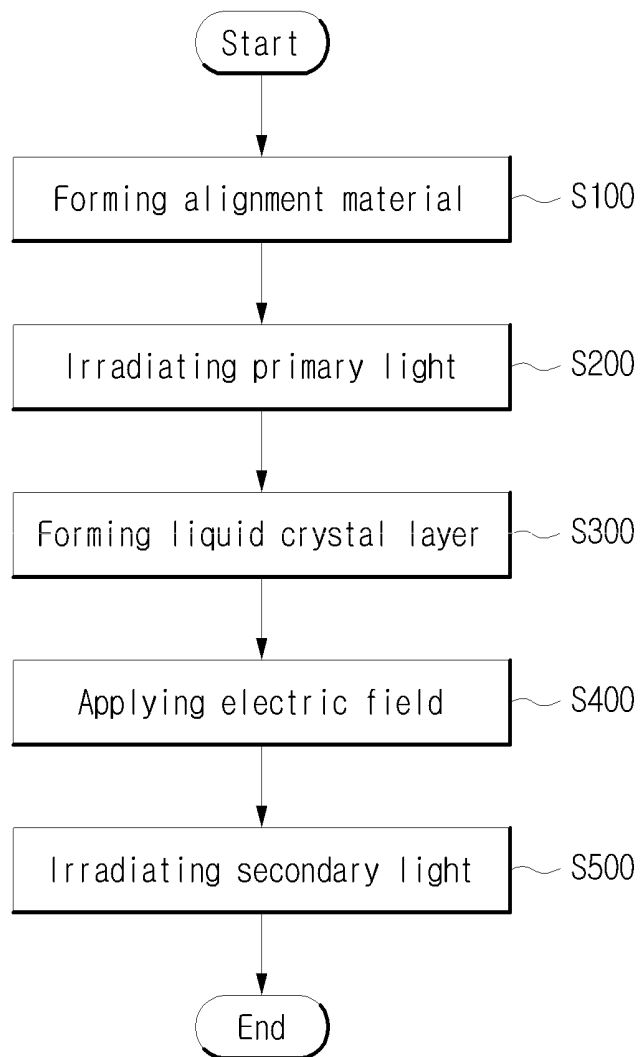 Start
Forming alignment material S100
Irradiating primary light S200
Forming liquid crystal layer S300
Applying electric field S400
Irradiating secondary light S500
End